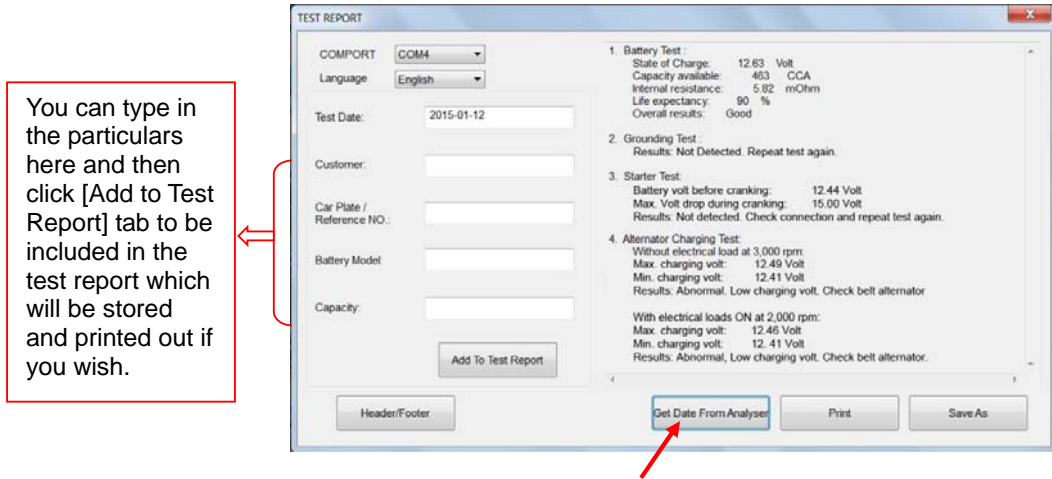 TEST REPORT
You can type in
the particulars
here and then
click [Add to Test
Report] tab to be
included in the
test report which
will be stored
and printed out if
you wish.
COMPORT COM4
Language English
Test Date: 2015-01-12
Customer:
Car Plate /
Reference NO.:
Battery Model:
Capacity:
Add To Test Report
Header/Footer
1. Battery Test :
State of Charge: 12.63 Volt
Capacity available: 463 CCA
Internal resistance: 5.82 mOhm
Life expectancy: 90 %
Overall results: Good
2. Grounding Test :
Results: Not Detected. Repeat test again.
3. Starter Test:
Battery volt before cranking: 12.44 Volt
Max. Volt drop during cranking: 15.00 Volt
Results: Not detected. Check connection and repeat test again.
4. Alternator Charging Test:
Without electrical load at 3,000 rpm:
Max. charging volt: 12.49 Volt
Min. charging volt: 12.41 Volt
Results: Abnormal. Low charging volt. Check belt alternator
With electrical loads ON at 2,000 rpm:
Max. charging volt: 12.46 Volt
Min. charging volt: 12. 41 Volt
Results: Abnormal, Low charging volt. Check belt alternator.
Get Date From Analyser Print Save As